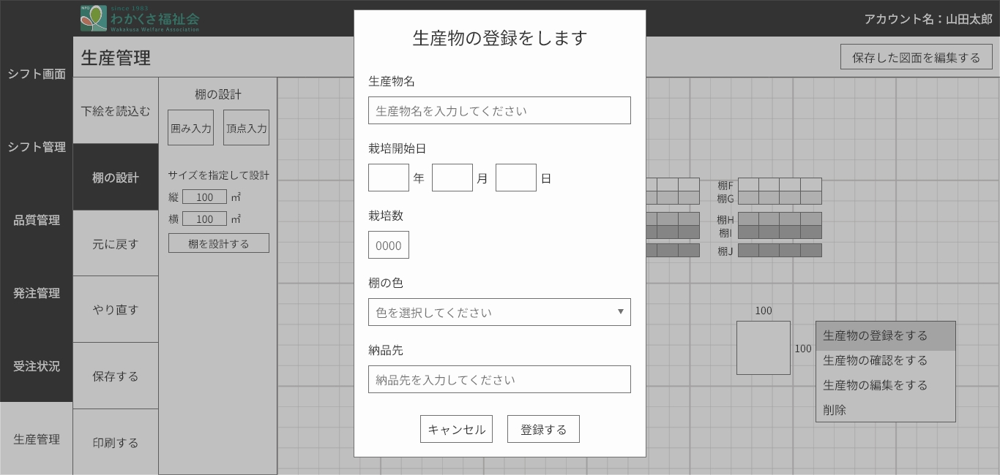 NPO
since 1983
わかくさ福祉会
Wakakusa Welfare Association
アカウント名：山田太郎
シフト画面
シフト管理
品質管理
発注管理
受注状況
生産管理
生産管理
保存した図面を編集する
下絵を読込む
棚の設計
元に戻す
やり直す
保存する
印刷する
棚の設計
囲み入力
頂点入力
サイズを指定して設計
縦 100 ㎡
横 100 ㎡
棚を設計する
生産物の登録をします
生産物名
生産物名を入力してください
栽培開始日
年 月 日
栽培数
0000
棚の色
色を選択してください ▼
納品先
納品先を入力してください
キャンセル 登録する
棚F
棚G
棚H
棚I
棚J
100
100
生産物の登録をする
生産物の確認をする
生産物の編集をする
削除